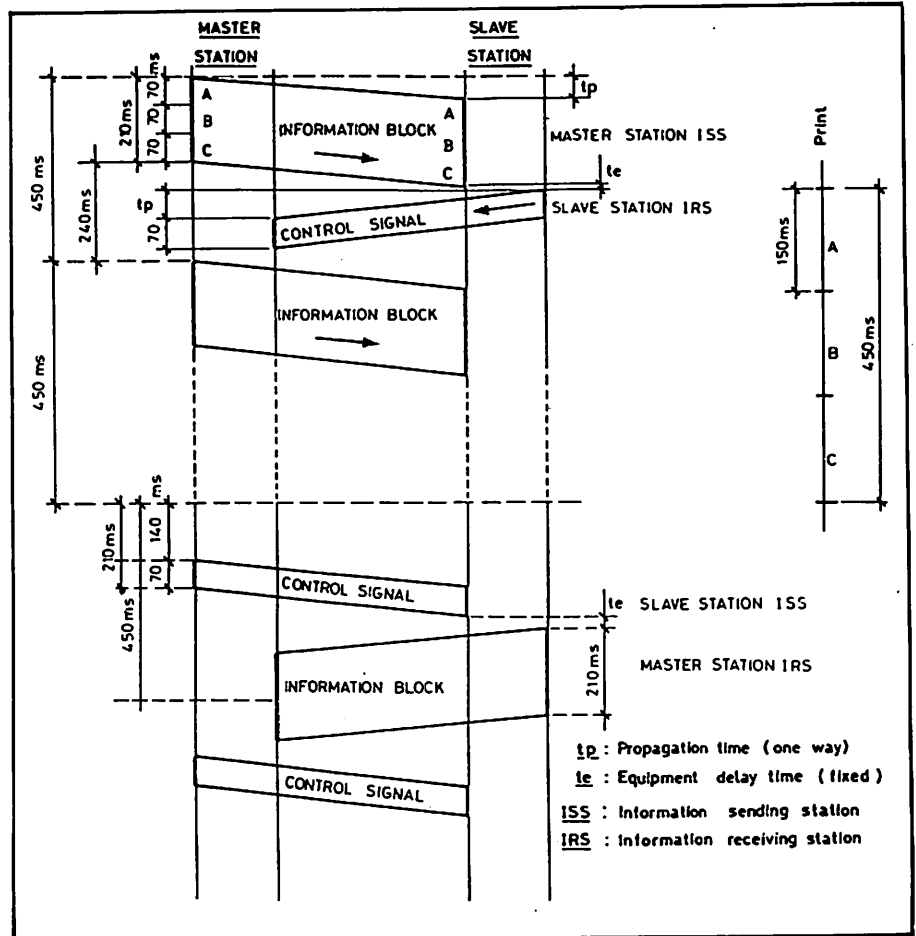 MASTER STATION
SLAVE STATION
70 ms
70
70
210ms
450 ms
240ms
tp
70
A
B
C
INFORMATION BLOCK
A
B
C
tp
MASTER STATION ISS
te
SLAVE STATION IRS
CONTROL SIGNAL
INFORMATION BLOCK
Print
150ms
A
B
C
450ms
450 ms
ms
140
70
210ms
450ms
CONTROL SIGNAL
te SLAVE STATION ISS
MASTER STATION IRS
INFORMATION BLOCK
210ms
CONTROL SIGNAL
tp : Propagation time (one way)
te : Equipment delay time (fixed)
ISS : Information sending station
IRS : Information receiving station